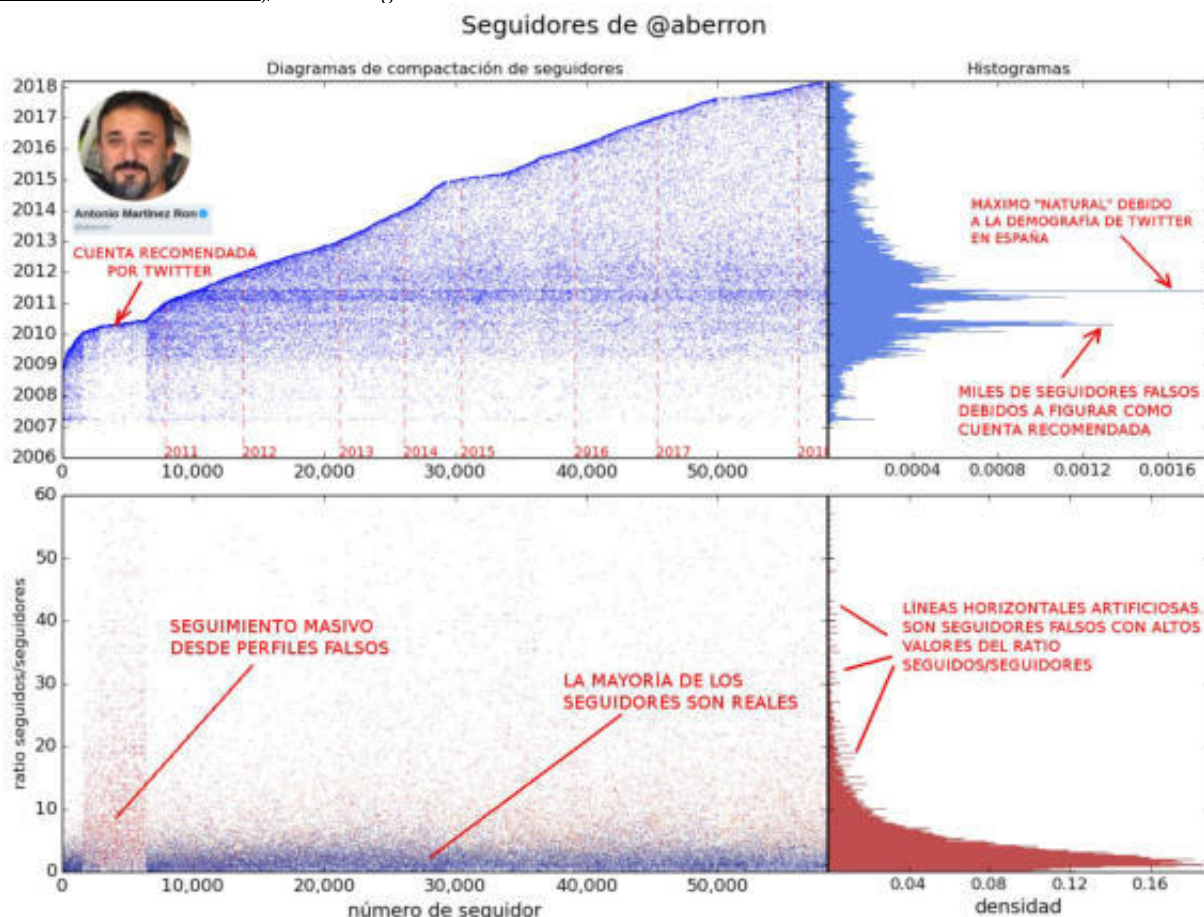 Seguidores de @aberron
Diagramas de compactación de seguidores
Histogramas
2018
2017
2016
2015
2014
2013
2012
2011
2010
2009
2008
2007
2006
Antonio Martínez Ron
CUENTA RECOMENDADA
POR TWITTER
2011 2012 2013 2014 2015 2016 2017 2018
0 10,000 20,000 30,000 40,000 50,000
MÁXIMO "NATURAL" DEBIDO
A LA DEMOGRAFÍA DE TWITTER
EN ESPAÑA
MILES DE SEGUIDORES FALSOS
DEBIDOS A FIGURAR COMO
CUENTA RECOMENDADA
0.0004 0.0008 0.0012 0.0016
60
50
40
30
20
10
0
ratio seguidos/seguidores
SEGUIMIENTO MASIVO
DESDE PERFILES FALSOS
LA MAYORÍA DE LOS
SEGUIDORES SON REALES
0 10,000 20,000 30,000 40,000 50,000
número de seguidor
LÍNEAS HORIZONTALES ARTIFICIOSAS.
SON SEGUIDORES FALSOS CON ALTOS
VALORES DEL RATIO
SEGUIDOS/SEGUIDORES
0.04 0.08 0.12 0.16
densidad